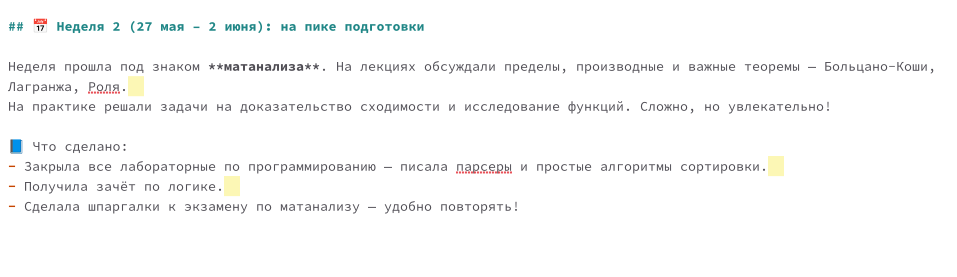 ## 📅 Неделя 2 (27 мая – 2 июня): на пике подготовки
Неделя прошла под знаком **матанализа**. На лекциях обсуждали пределы, производные и важные теоремы — Больцано-Коши,
Лагранжа, Роля.
На практике решали задачи на доказательство сходимости и исследование функций. Сложно, но увлекательно!
📘 Что сделано:
- Закрыла все лабораторные по программированию — писала парсеры и простые алгоритмы сортировки.
- Получила зачёт по логике.
- Сделала шпаргалки к экзамену по матанализу — удобно повторять!